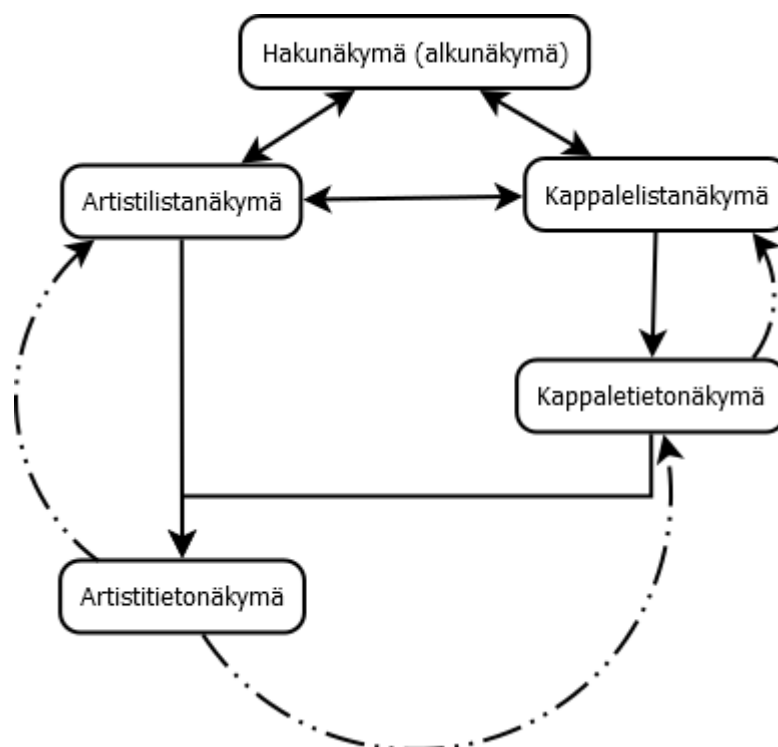 Hakunäkymä (alkunäkymä)
Artistilistanäkymä
Kappalelistanäkymä
Kappaletietonäkymä
Artistitietonäkymä